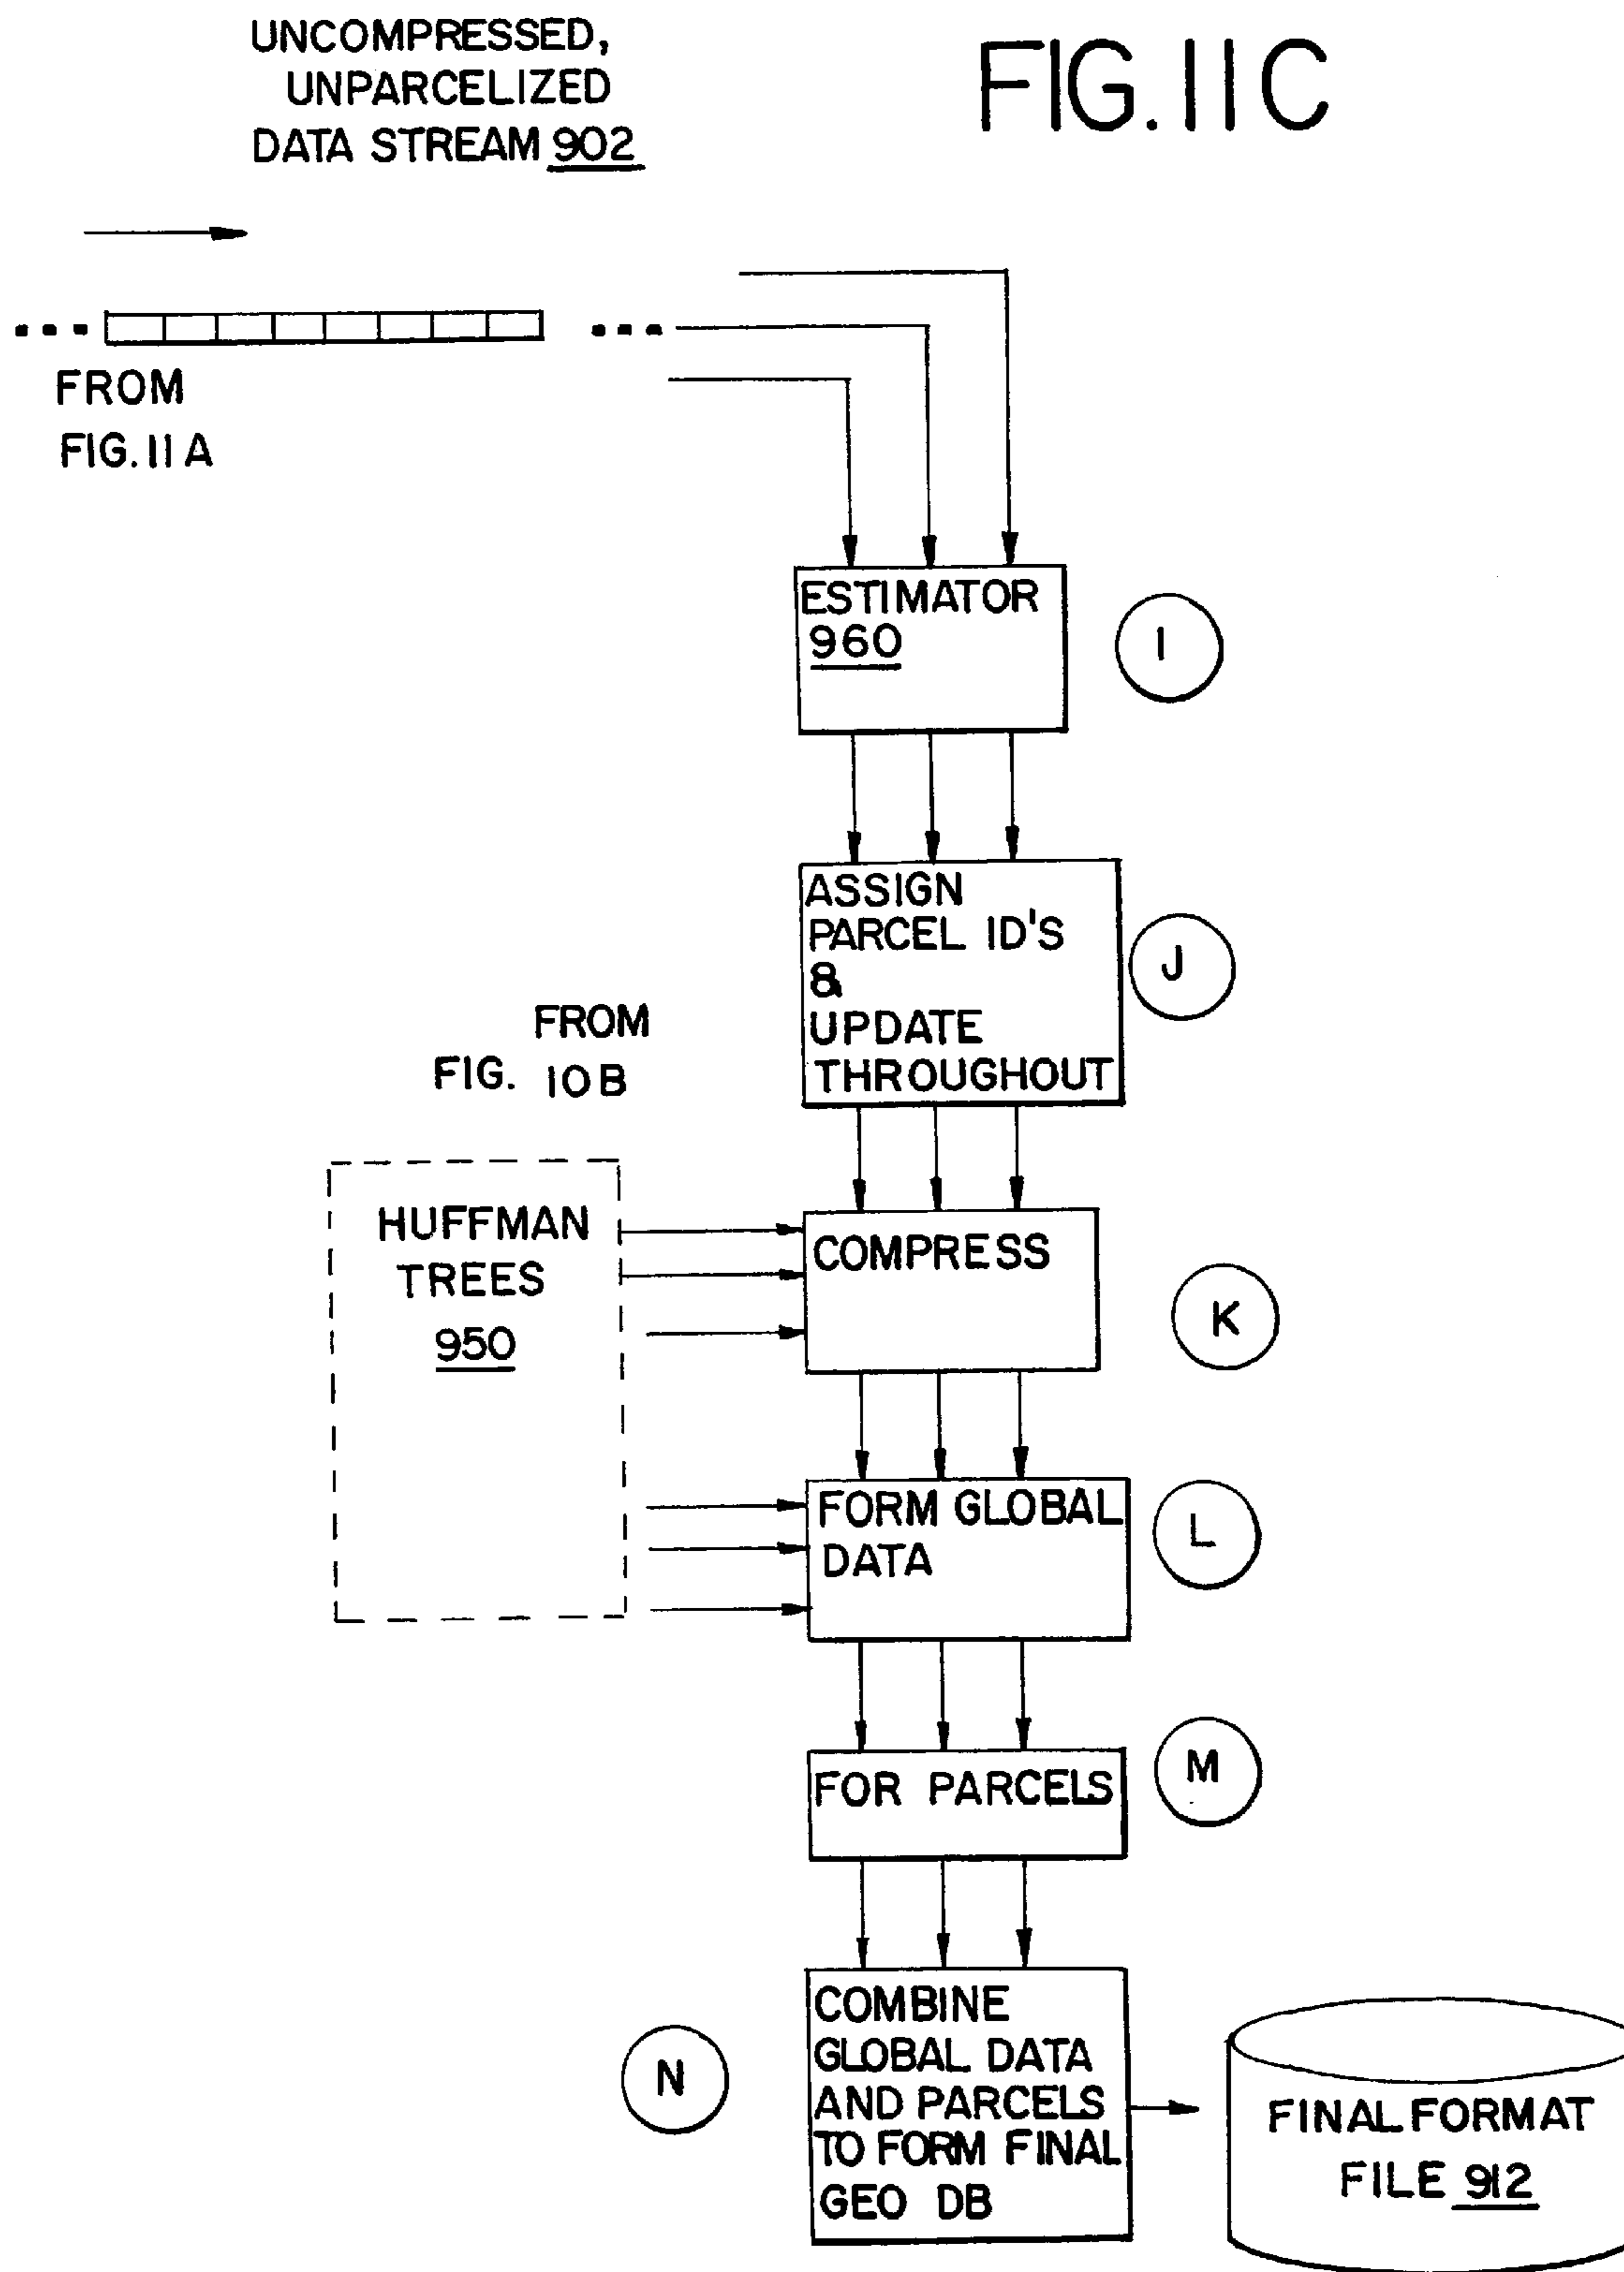 UNCOMPRESSED,
UNPARCELIZED
DATA STREAM 902
FIG. 11C
FROM
FIG. 11A
ESTIMATOR
960
I
ASSIGN
PARCEL ID'S
&
UPDATE
THROUGHOUT
J
FROM
FIG. 10B
HUFFMAN
TREES
950
COMPRESS
K
FORM GLOBAL
DATA
L
FOR PARCELS
M
COMBINE
GLOBAL DATA
AND PARCELS
TO FORM FINAL
GEO DB
N
FINAL FORMAT
FILE 912